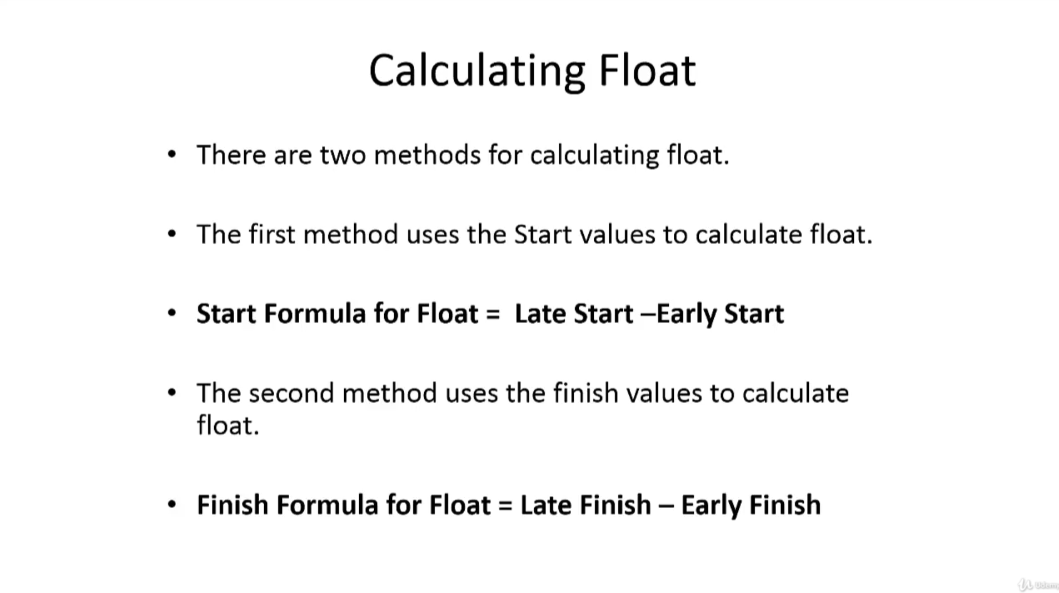 Calculating Float
• There are two methods for calculating float.
• The first method uses the Start values to calculate float.
• Start Formula for Float =  Late Start –Early Start
• The second method uses the finish values to calculate
float.
• Finish Formula for Float = Late Finish – Early Finish